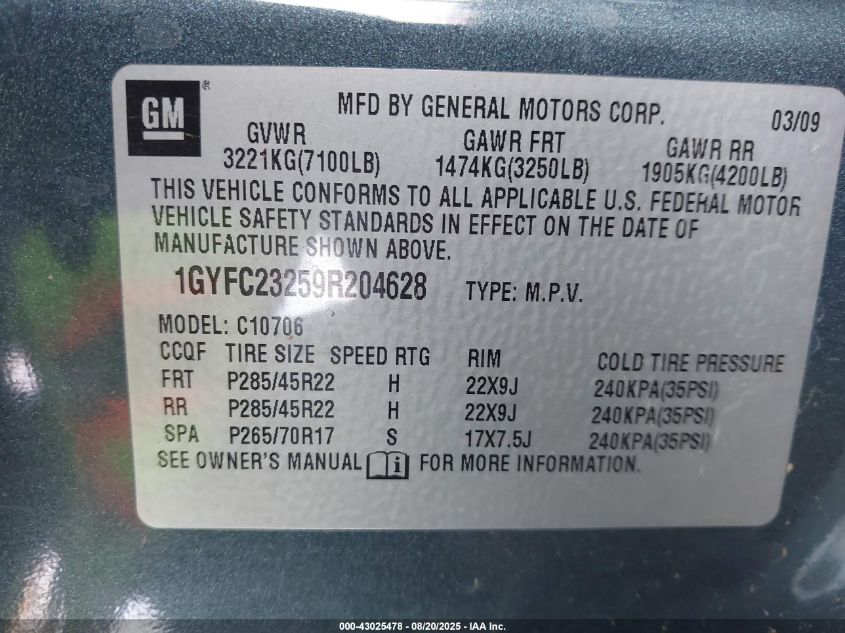 GM ®
MFD BY GENERAL MOTORS CORP. 03/09
GVWR GAWR FRT GAWR RR
3221KG(7100LB) 1474KG(3250LB) 1905KG(4200LB)
THIS VEHICLE CONFORMS TO ALL APPLICABLE U.S. FEDERAL MOTOR
VEHICLE SAFETY STANDARDS IN EFFECT ON THE DATE OF
MANUFACTURE SHOWN ABOVE.
1GYFC23259R204628 TYPE: M.P.V.
MODEL: C10706
CCQF TIRE SIZE SPEED RTG RIM COLD TIRE PRESSURE
FRT P285/45R22 H 22X9J 240KPA(35PSI)
RR P285/45R22 H 22X9J 240KPA(35PSI)
SPA P265/70R17 S 17X7.5J 240KPA(35PSI)
SEE OWNER'S MANUAL i FOR MORE INFORMATION.
000-43025478 - 08/20/2025 - IAA Inc.